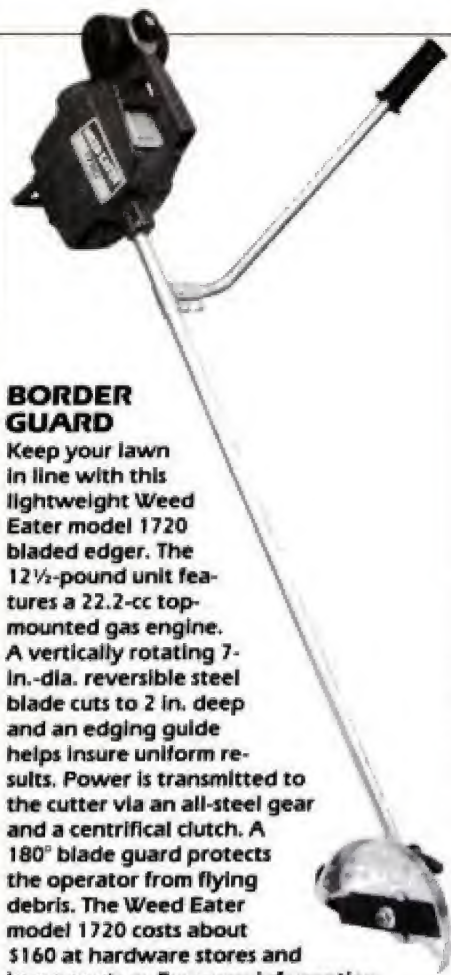 BORDER
GUARD
Keep your lawn
in line with this
lightweight Weed
Eater model 1720
bladed edger. The
12½-pound unit fea-
tures a 22.2-cc top-
mounted gas engine.
A vertically rotating 7-
in.-dia. reversible steel
blade cuts to 2 in. deep
and an edging guide
helps insure uniform re-
sults. Power is transmitted to
the cutter via an all-steel gear
and a centrifical clutch. A
180° blade guard protects
the operator from flying
debris. The Weed Eater
model 1720 costs about
$160 at hardware stores and